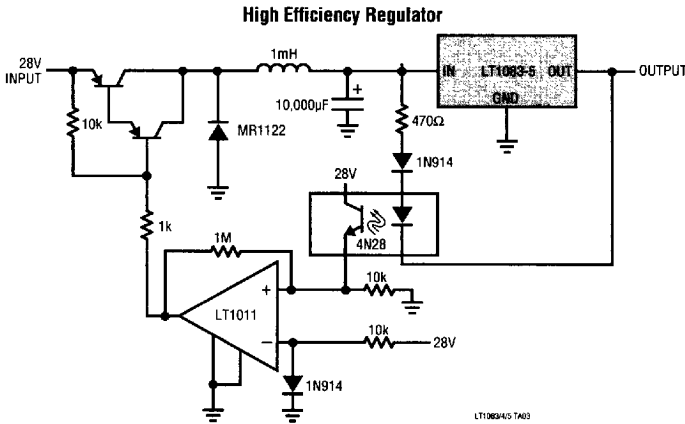 High Efficiency Regulator
28V
INPUT
1mH
IN LT1083-5 OUT
GND
OUTPUT
10k
MR1122
10,000µF
+
470Ω
1N914
28V
4N28
1k
1M
10k
LT1011
+
−
10k
28V
1N914
LT1083/4/5 TA03